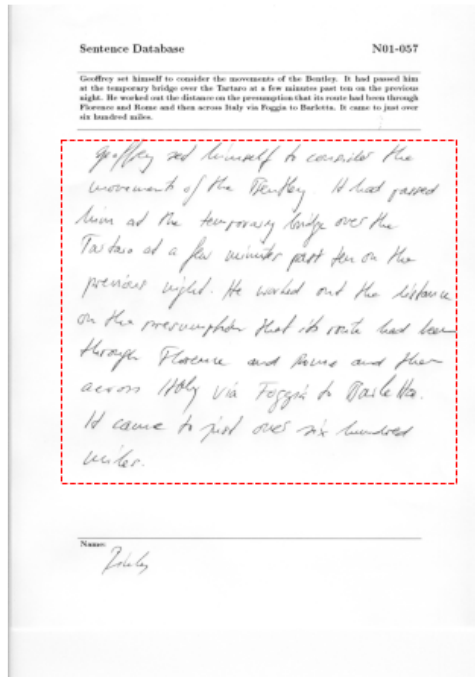 Sentence Database N01-057
Geoffrey set himself to consider the movements of the Bentley. It had passed him
at the temporary bridge over the Tartaro at a few minutes past ten on the previous
night. He worked out the distance on the presumption that its route had been through
Florence and Rome and then across Italy via Foggia to Barletta. It came to just over
six hundred miles.
geoffrey set himself to consider the
movements of the Bentley. It had passed
him at the temporary bridge over the
Tartaro at a few minutes past ten on the
previous night. He worked out the distance
on the presumption that its route had been
through Florence and Rome and then
across Italy via Foggia to Barletta.
It came to just over six hundred
miles.
Name: